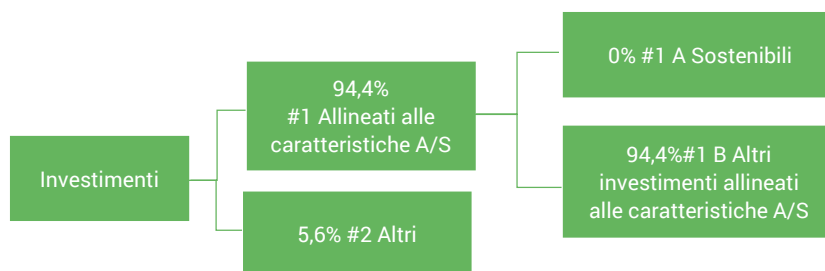 Investimenti
94,4%
#1 Allineati alle
caratteristiche A/S
5,6% #2 Altri
0% #1 A Sostenibili
94,4%#1 B Altri
investimenti allineati
alle caratteristiche A/S